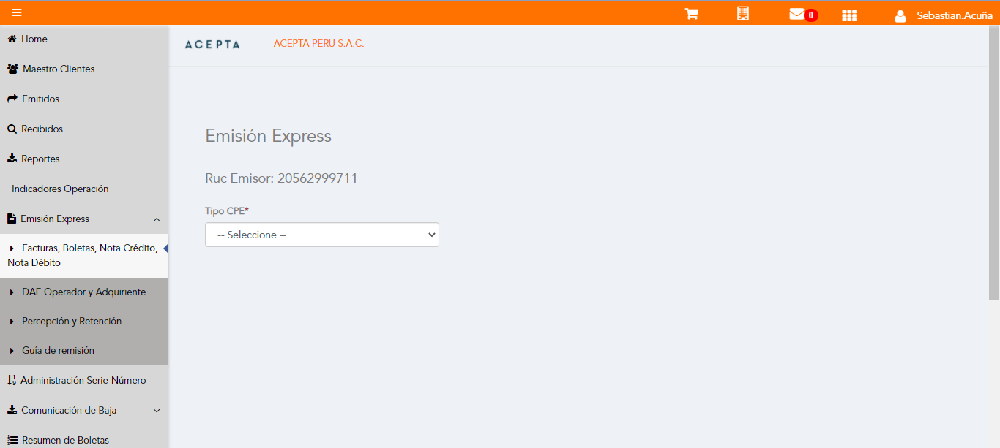 0
Sebastian.Acuña
Home
Maestro Clientes
Emitidos
Recibidos
Reportes
Indicadores Operación
Emisión Express
Facturas, Boletas, Nota Crédito,
Nota Débito
DAE Operador y Adquiriente
Percepción y Retención
Guía de remisión
Administración Serie-Número
Comunicación de Baja
Resumen de Boletas
ACEPTA
ACEPTA PERU S.A.C.
Emisión Express
Ruc Emisor: 20562999711
Tipo CPE*
-- Seleccione --